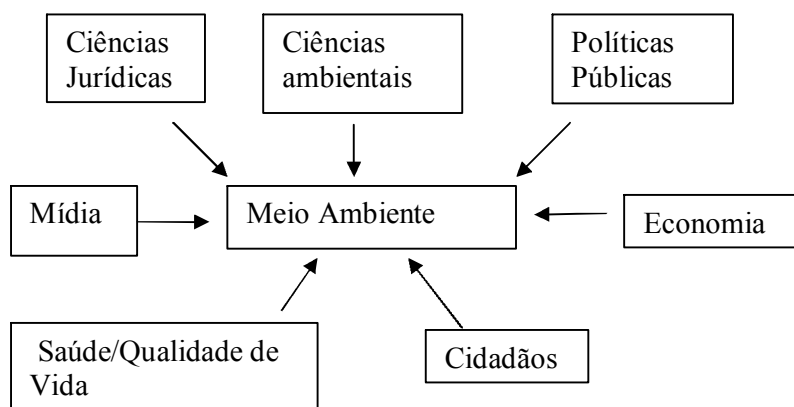 Ciências
Jurídicas
Ciências
ambientais
Políticas
Públicas
Mídia
Meio Ambiente
Economia
Saúde/Qualidade de
Vida
Cidadãos